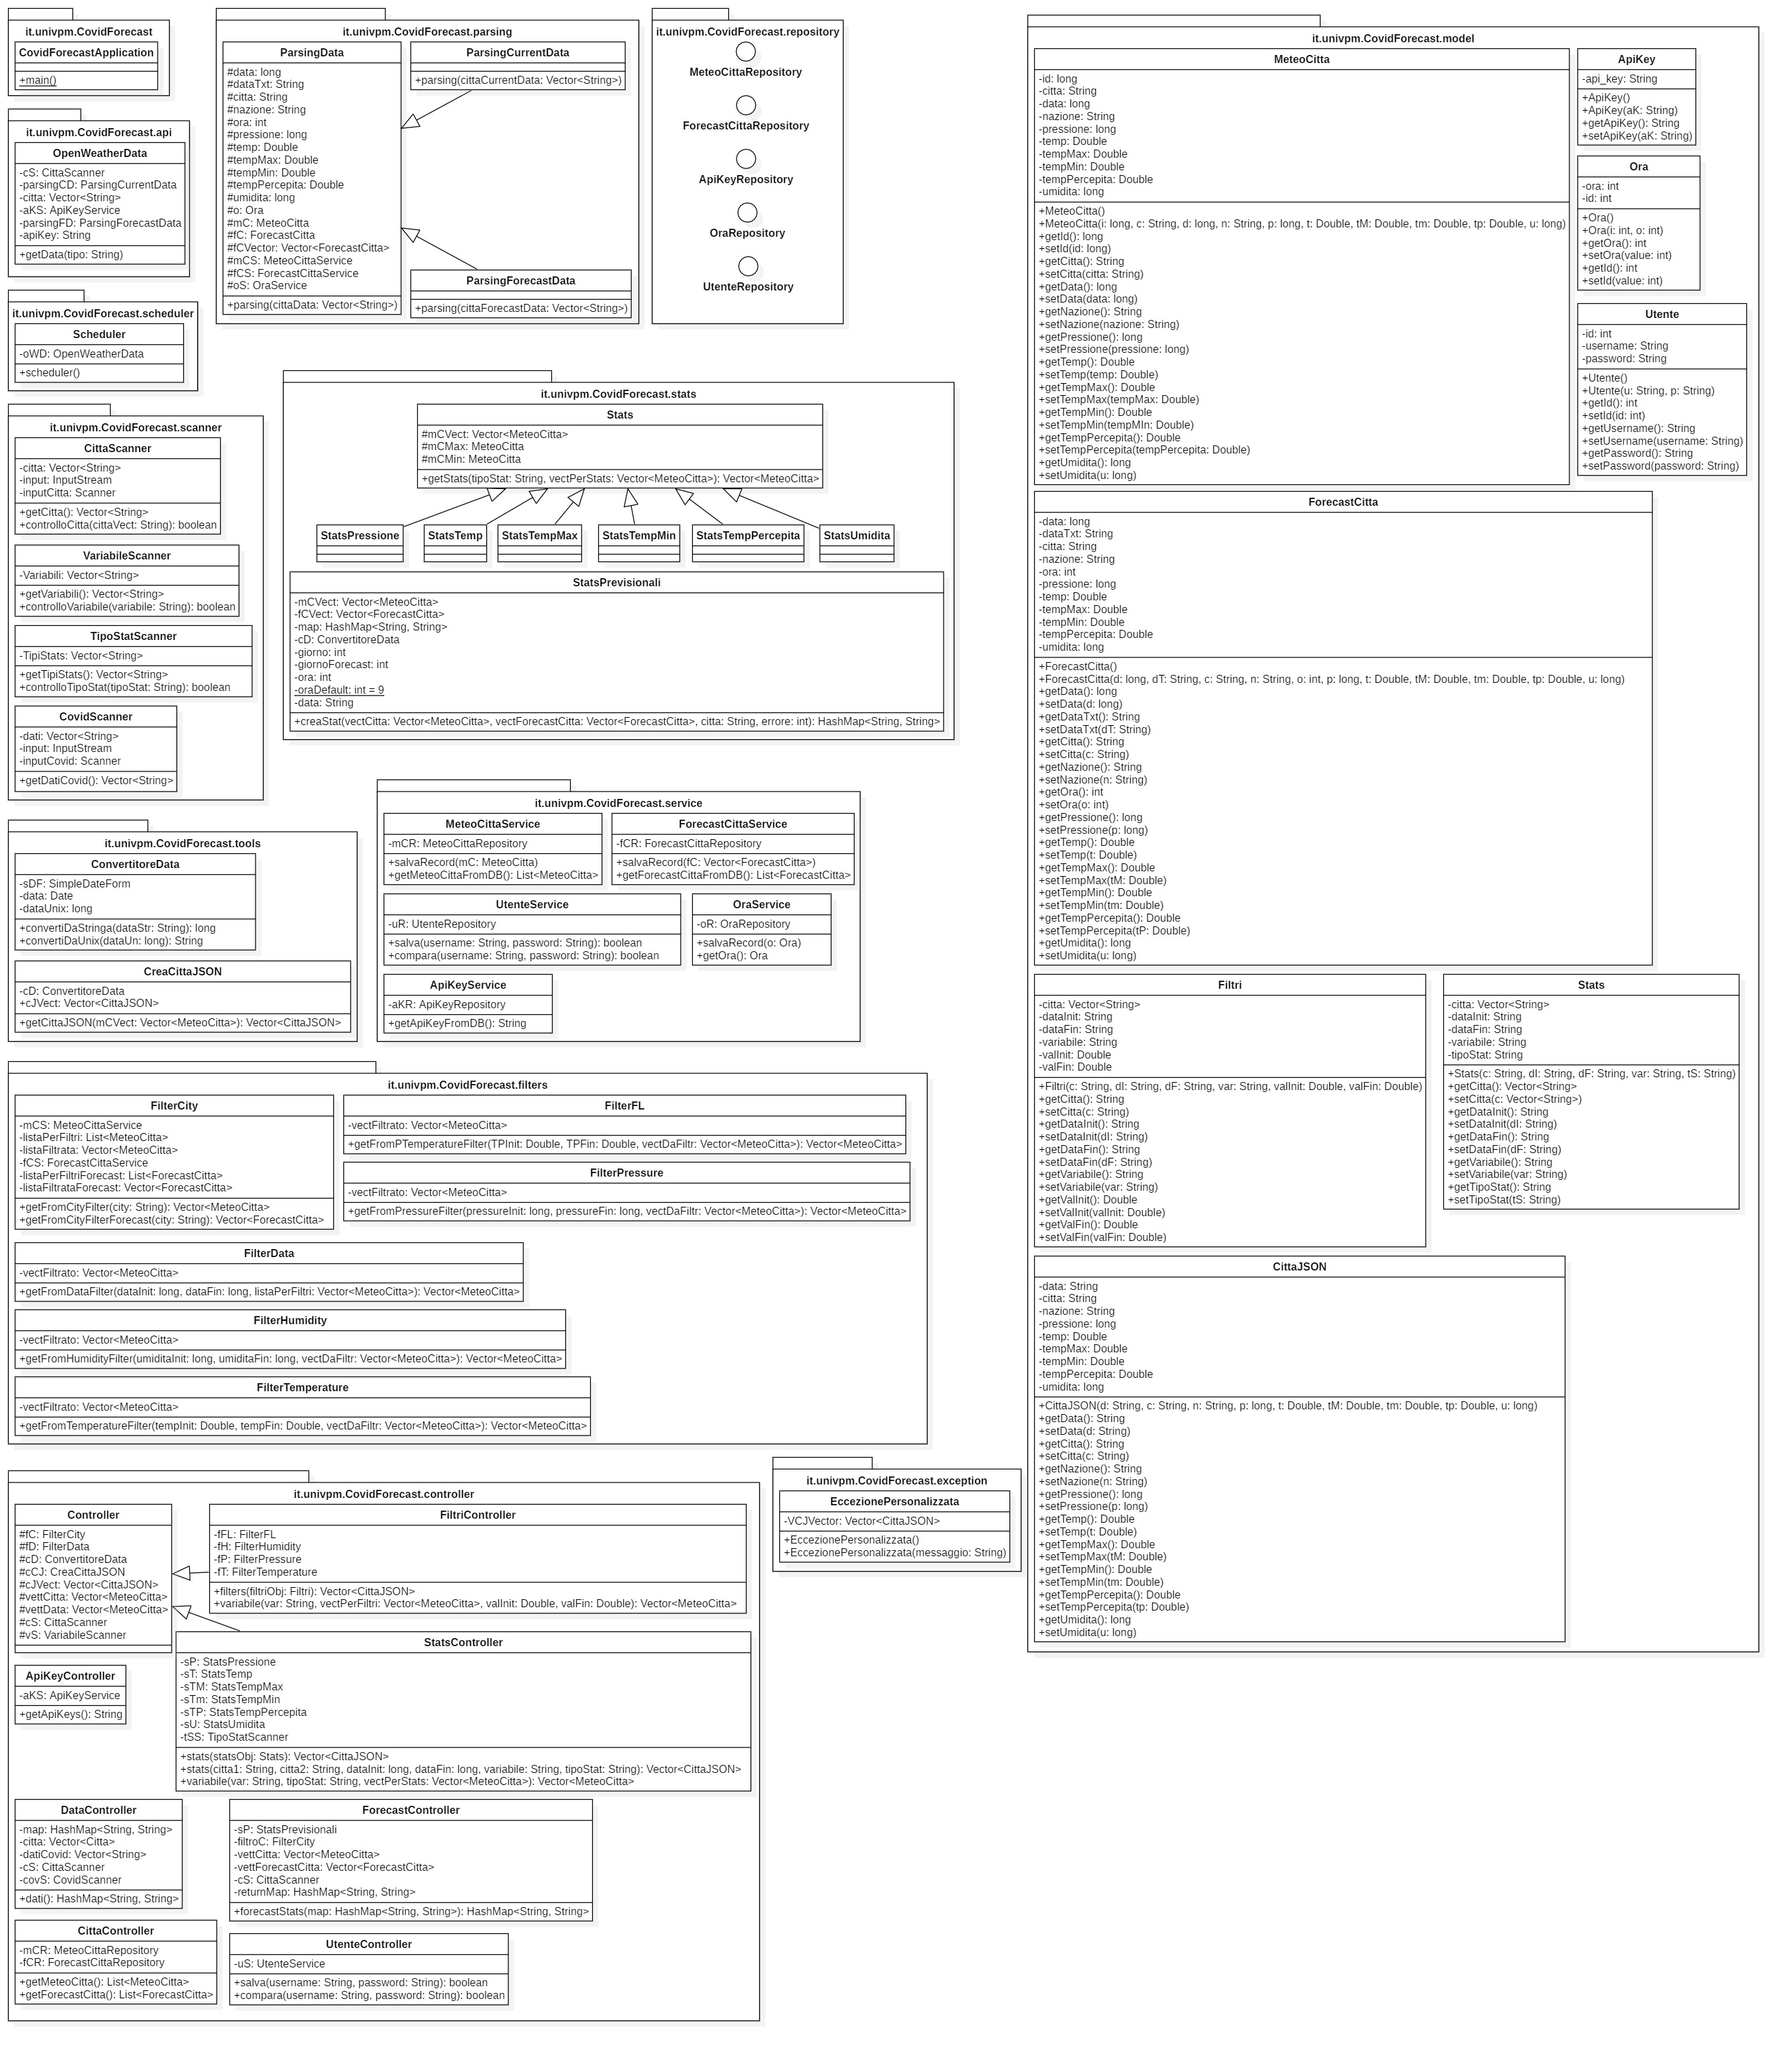 it.univpm.CovidForecast
CovidForecastApplication
+main()
it.univpm.CovidForecast.api
OpenWeatherData
-cS: CittaScanner
-parsingCD: ParsingCurrentData
-citta: Vector<String>
-aKS: ApiKeyService
-parsingFD: ParsingForecastData
-apiKey: String
+getData(tipo: String)
it.univpm.CovidForecast.scheduler
Scheduler
-oWD: OpenWeatherData
+scheduler()
it.univpm.CovidForecast.scanner
CittaScanner
-citta: Vector<String>
-input: InputStream
-inputCitta: Scanner
+getCitta(): Vector<String>
+controlloCitta(cittaVect: String): boolean
VariabileScanner
-Variabili: Vector<String>
+getVariabili(): Vector<String>
+controlloVariabile(variabile: String): boolean
TipoStatScanner
-TipiStats: Vector<String>
+getTipiStats(): Vector<String>
+controlloTipoStat(tipoStat: String): boolean
CovidScanner
-dati: Vector<String>
-input: InputStream
-inputCovid: Scanner
+getDatiCovid(): Vector<String>
it.univpm.CovidForecast.tools
ConvertitoreData
-sDF: SimpleDateForm
-data: Date
-dataUnix: long
+convertiDaStringa(dataStr: String): long
+convertiDaUnix(dataUn: long): String
CreaCittaJSON
-cD: ConvertitoreData
+cJVect: Vector<CittaJSON>
+getCittaJSON(mCVect: Vector<MeteoCitta>): Vector<CittaJSON>
it.univpm.CovidForecast.parsing
ParsingData
#data: long
#dataTxt: String
#citta: String
#nazione: String
#ora: int
#pressione: long
#temp: Double
#tempMax: Double
#tempMin: Double
#tempPercepita: Double
#umidita: long
#o: Ora
#mC: MeteoCitta
#fC: ForecastCitta
#fCVector: Vector<ForecastCitta>
#mCS: MeteoCittaService
#fCS: ForecastCittaService
#oS: OraService
+parsing(cittaData: Vector<String>)
ParsingCurrentData
+parsing(cittaCurrentData: Vector<String>)
ParsingForecastData
+parsing(cittaForecastData: Vector<String>)
it.univpm.CovidForecast.repository
MeteoCittaRepository
ForecastCittaRepository
ApiKeyRepository
OraRepository
UtenteRepository
it.univpm.CovidForecast.stats
Stats
#mCVect: Vector<MeteoCitta>
#mCMax: MeteoCitta
#mCMin: MeteoCitta
+getStats(tipoStat: String, vectPerStats: Vector<MeteoCitta>): Vector<MeteoCitta>
StatsPressione
StatsTemp
StatsTempMax
StatsTempMin
StatsTempPercepita
StatsUmidita
StatsPrevisionali
-mCVect: Vector<MeteoCitta>
-fCVect: Vector<ForecastCitta>
-map: HashMap<String, String>
-cD: ConvertitoreData
-giorno: int
-giornoForecast: int
-ora: int
-oraDefault: int = 9
-data: String
+creaStat(vectCitta: Vector<MeteoCitta>, vectForecastCitta: Vector<ForecastCitta>, citta: String, errore: int): HashMap<String, String>
it.univpm.CovidForecast.service
MeteoCittaService
-mCR: MeteoCittaRepository
+salvaRecord(mC: MeteoCitta)
+getMeteoCittaFromDB(): List<MeteoCitta>
ForecastCittaService
-fCR: ForecastCittaRepository
+salvaRecord(fC: Vector<ForecastCitta>)
+getForecastCittaFromDB(): List<ForecastCitta>
UtenteService
-uR: UtenteRepository
+salva(username: String, password: String): boolean
+compara(username: String, password: String): boolean
OraService
-oR: OraRepository
+salvaRecord(o: Ora)
+getOra(): Ora
ApiKeyService
-aKR: ApiKeyRepository
+getApiKeyFromDB(): String
it.univpm.CovidForecast.filters
FilterCity
-mCS: MeteoCittaService
-listaPerFiltri: List<MeteoCitta>
-listaFiltrata: Vector<MeteoCitta>
-fCS: ForecastCittaService
-listaPerFiltriForecast: List<ForecastCitta>
-listaFiltrataForecast: Vector<ForecastCitta>
+getFromCityFilter(city: String): Vector<MeteoCitta>
+getFromCityFilterForecast(city: String): Vector<ForecastCitta>
FilterFL
-vectFiltrato: Vector<MeteoCitta>
+getFromPTemperatureFilter(TPInit: Double, TPFin: Double, vectDaFiltr: Vector<MeteoCitta>): Vector<MeteoCitta>
FilterPressure
-vectFiltrato: Vector<MeteoCitta>
+getFromPressureFilter(pressureInit: long, pressureFin: long, vectDaFiltr: Vector<MeteoCitta>): Vector<MeteoCitta>
FilterData
-vectFiltrato: Vector<MeteoCitta>
+getFromDataFilter(dataInit: long, dataFin: long, listaPerFiltri: Vector<MeteoCitta>): Vector<MeteoCitta>
FilterHumidity
-vectFiltrato: Vector<MeteoCitta>
+getFromHumidityFilter(umiditaInit: long, umiditaFin: long, vectDaFiltr: Vector<MeteoCitta>): Vector<MeteoCitta>
FilterTemperature
-vectFiltrato: Vector<MeteoCitta>
+getFromTemperatureFilter(tempInit: Double, tempFin: Double, vectDaFiltr: Vector<MeteoCitta>): Vector<MeteoCitta>
it.univpm.CovidForecast.controller
Controller
#fC: FilterCity
#fD: FilterData
#cD: ConvertitoreData
#cCJ: CreaCittaJSON
#cJVect: Vector<CittaJSON>
#vettCitta: Vector<MeteoCitta>
#vettData: Vector<MeteoCitta>
#cS: CittaScanner
#vS: VariabileScanner
FiltriController
-fFL: FilterFL
-fH: FilterHumidity
-fP: FilterPressure
-fT: FilterTemperature
+filters(filtriObj: Filtri): Vector<CittaJSON>
+variabile(var: String, vectPerFiltri: Vector<MeteoCitta>, valInit: Double, valFin: Double): Vector<MeteoCitta>
StatsController
-sP: StatsPressione
-sT: StatsTemp
-sTM: StatsTempMax
-sTm: StatsTempMin
-sTP: StatsTempPercepita
-sU: StatsUmidita
-tSS: TipoStatScanner
+stats(statsObj: Stats): Vector<CittaJSON>
+stats(citta1: String, citta2: String, dataInit: long, dataFin: long, variabile: String, tipoStat: String): Vector<CittaJSON>
+variabile(var: String, tipoStat: String, vectPerStats: Vector<MeteoCitta>): Vector<MeteoCitta>
ApiKeyController
-aKS: ApiKeyService
+getApiKeys(): String
DataController
-map: HashMap<String, String>
-citta: Vector<Citta>
-datiCovid: Vector<String>
-cS: CittaScanner
-covS: CovidScanner
+dati(): HashMap<String, String>
ForecastController
-sP: StatsPrevisionali
-filtroC: FilterCity
-vettCitta: Vector<MeteoCitta>
-vettForecastCitta: Vector<ForecastCitta>
-cS: CittaScanner
-returnMap: HashMap<String, String>
+forecastStats(map: HashMap<String, String>): HashMap<String, String>
CittaController
-mCR: MeteoCittaRepository
-fCR: ForecastCittaRepository
+getMeteoCitta(): List<MeteoCitta>
+getForecastCitta(): List<ForecastCitta>
UtenteController
-uS: UtenteService
+salva(username: String, password: String): boolean
+compara(username: String, password: String): boolean
it.univpm.CovidForecast.exception
EccezionePersonalizzata
-VCJVector: Vector<CittaJSON>
+EccezionePersonalizzata()
+EccezionePersonalizzata(messaggio: String)
it.univpm.CovidForecast.model
MeteoCitta
-id: long
-citta: String
-data: long
-nazione: String
-pressione: long
-temp: Double
-tempMax: Double
-tempMin: Double
-tempPercepita: Double
-umidita: long
+MeteoCitta()
+MeteoCitta(i: long, c: String, d: long, n: String, p: long, t: Double, tM: Double, tm: Double, tp: Double, u: long)
+getId(): long
+setId(id: long)
+getCitta(): String
+setCitta(citta: String)
+getData(): long
+setData(data: long)
+getNazione(): String
+setNazione(nazione: String)
+getPressione(): long
+setPressione(pressione: long)
+getTemp(): Double
+setTemp(temp: Double)
+getTempMax(): Double
+setTempMax(tempMax: Double)
+getTempMin(): Double
+setTempMin(tempMIn: Double)
+getTempPercepita(): Double
+setTempPercepita(tempPercepita: Double)
+getUmidita(): long
+setUmidita(u: long)
ApiKey
-api_key: String
+ApiKey()
+ApiKey(aK: String)
+getApiKey(): String
+setApiKey(aK: String)
Ora
-ora: int
-id: int
+Ora()
+Ora(i: int, o: int)
+getOra(): int
+setOra(value: int)
+getId(): int
+setId(value: int)
Utente
-id: int
-username: String
-password: String
+Utente()
+Utente(u: String, p: String)
+getId(): int
+setId(id: int)
+getUsername(): String
+setUsername(username: String)
+getPassword(): String
+setPassword(password: String)
ForecastCitta
-data: long
-dataTxt: String
-citta: String
-nazione: String
-ora: int
-pressione: long
-temp: Double
-tempMax: Double
-tempMin: Double
-tempPercepita: Double
-umidita: long
+ForecastCitta()
+ForecastCitta(d: long, dT: String, c: String, n: String, o: int, p: long, t: Double, tM: Double, tm: Double, tp: Double, u: long)
+getData(): long
+setData(d: long)
+getDataTxt(): String
+setDataTxt(dT: String)
+getCitta(): String
+setCitta(c: String)
+getNazione(): String
+setNazione(n: String)
+getOra(): int
+setOra(o: int)
+getPressione(): long
+setPressione(p: long)
+getTemp(): Double
+setTemp(t: Double)
+getTempMax(): Double
+setTempMax(tM: Double)
+getTempMin(): Double
+setTempMin(tm: Double)
+getTempPercepita(): Double
+setTempPercepita(tP: Double)
+getUmidita(): long
+setUmidita(u: long)
Filtri
-citta: Vector<String>
-dataInit: String
-dataFin: String
-variabile: String
-valInit: Double
-valFin: Double
+Filtri(c: String, dI: String, dF: String, var: String, valInit: Double, valFin: Double)
+getCitta(): String
+setCitta(c: String)
+getDataInit(): String
+setDataInit(dI: String)
+getDataFin(): String
+setDataFin(dF: String)
+getVariabile(): String
+setVariabile(var: String)
+getValInit(): Double
+setValInit(valInit: Double)
+getValFin(): Double
+setValFin(valFin: Double)
Stats
-citta: Vector<String>
-dataInit: String
-dataFin: String
-variabile: String
-tipoStat: String
+Stats(c: String, dI: String, dF: String, var: String, tS: String)
+getCitta(): Vector<String>
+setCitta(c: Vector<String>)
+getDataInit(): String
+setDataInit(dI: String)
+getDataFin(): String
+setDataFin(dF: String)
+getVariabile(): String
+setVariabile(var: String)
+getTipoStat(): String
+setTipoStat(tS: String)
CittaJSON
-data: String
-citta: String
-nazione: String
-pressione: long
-temp: Double
-tempMax: Double
-tempMin: Double
-tempPercepita: Double
-umidita: long
+CittaJSON(d: String, c: String, n: String, p: long, t: Double, tM: Double, tm: Double, tp: Double, u: long)
+getData(): String
+setData(d: String)
+getCitta(): String
+setCitta(c: String)
+getNazione(): String
+setNazione(n: String)
+getPressione(): long
+setPressione(p: long)
+getTemp(): Double
+setTemp(t: Double)
+getTempMax(): Double
+setTempMax(tM: Double)
+getTempMin(): Double
+setTempMin(tm: Double)
+getTempPercepita(): Double
+setTempPercepita(tp: Double)
+getUmidita(): long
+setUmidita(u: long)